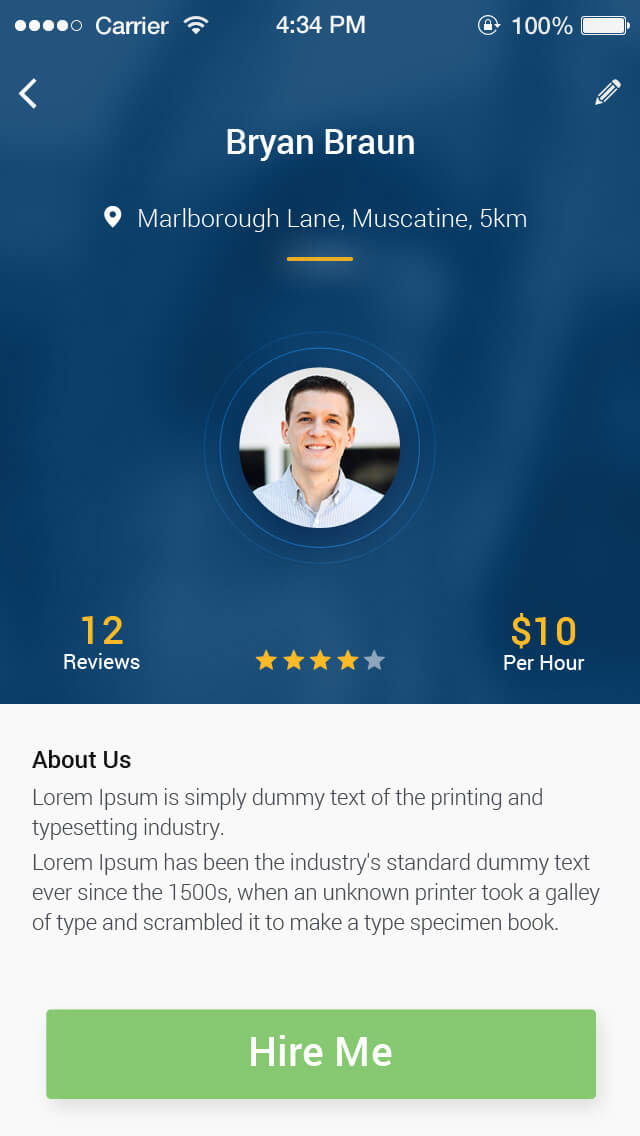 Carrier 4:34 PM 100%
Bryan Braun
Marlborough Lane, Muscatine, 5km
12 $10
Reviews Per Hour
About Us
Lorem Ipsum is simply dummy text of the printing and
typesetting industry.
Lorem Ipsum has been the industry's standard dummy text
ever since the 1500s, when an unknown printer took a galley
of type and scrambled it to make a type specimen book.
Hire Me